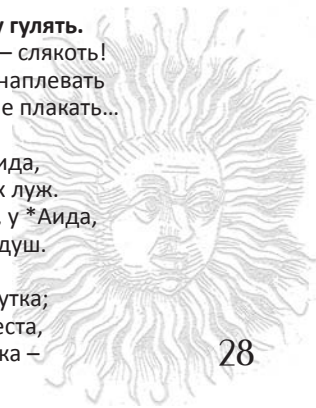 у гулять.
– слякоть!
наплевать
е плакать…
ида,
х луж.
, у *Аида,
душ.
утка;
еста,
ка –
28